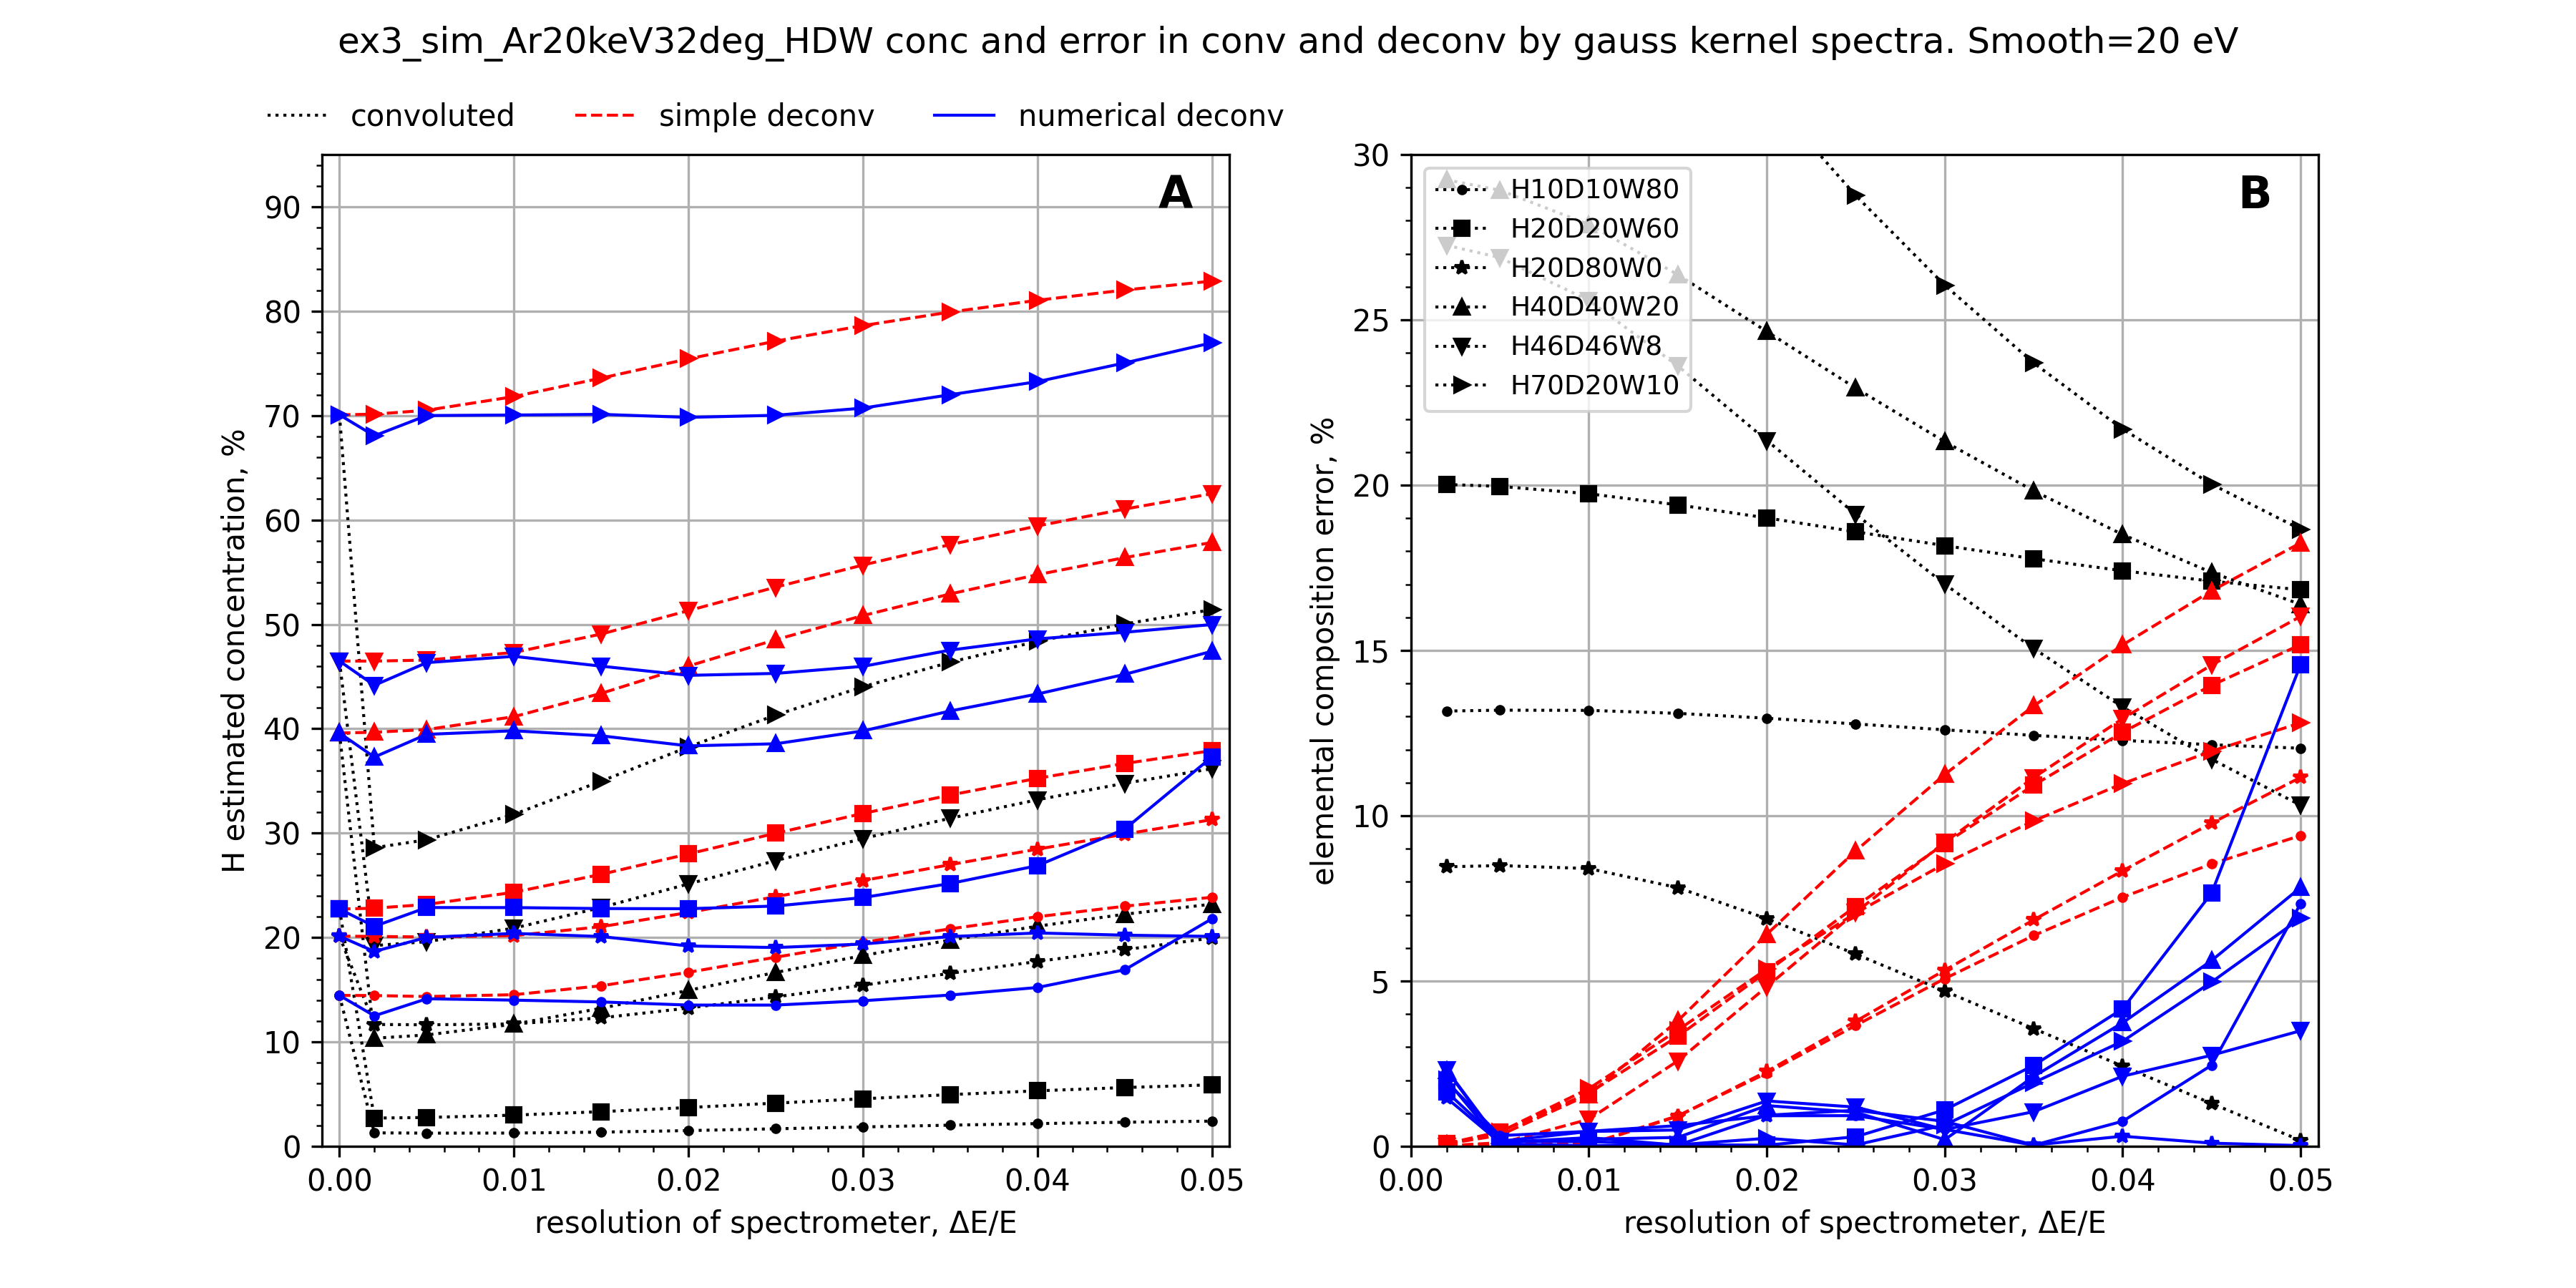 ex3_sim_Ar20keV32deg_HDW conc and error in conv and deconv by gauss kernel spectra. Smooth=20 eV
convoluted simple deconv numerical deconv
A
H estimated concentration, %
90
80
70
60
50
40
30
20
10
0
0.00 0.01 0.02 0.03 0.04 0.05
resolution of spectrometer, ΔE/E
B
H10D10W80
H20D20W60
H20D80W0
H40D40W20
H46D46W8
H70D20W10
elemental composition error, %
30
25
20
15
10
5
0
0.00 0.01 0.02 0.03 0.04 0.05
resolution of spectrometer, ΔE/E